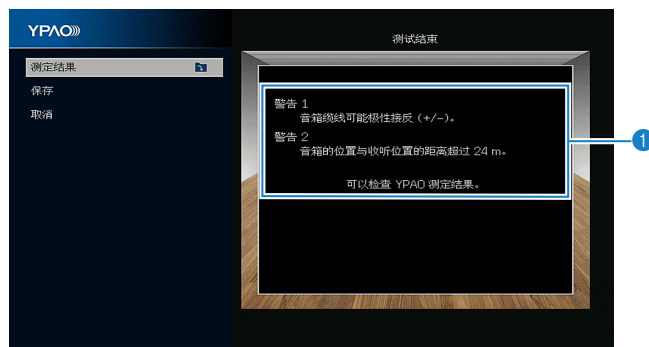 YPAO
测试结束
测定结果
保存
取消
警告 1
音箱缆线可能极性接反 (+/−)。
警告 2
音箱的位置与收听位置的距离超过 24 m。
可以检查 YPAO 测定结果。
1